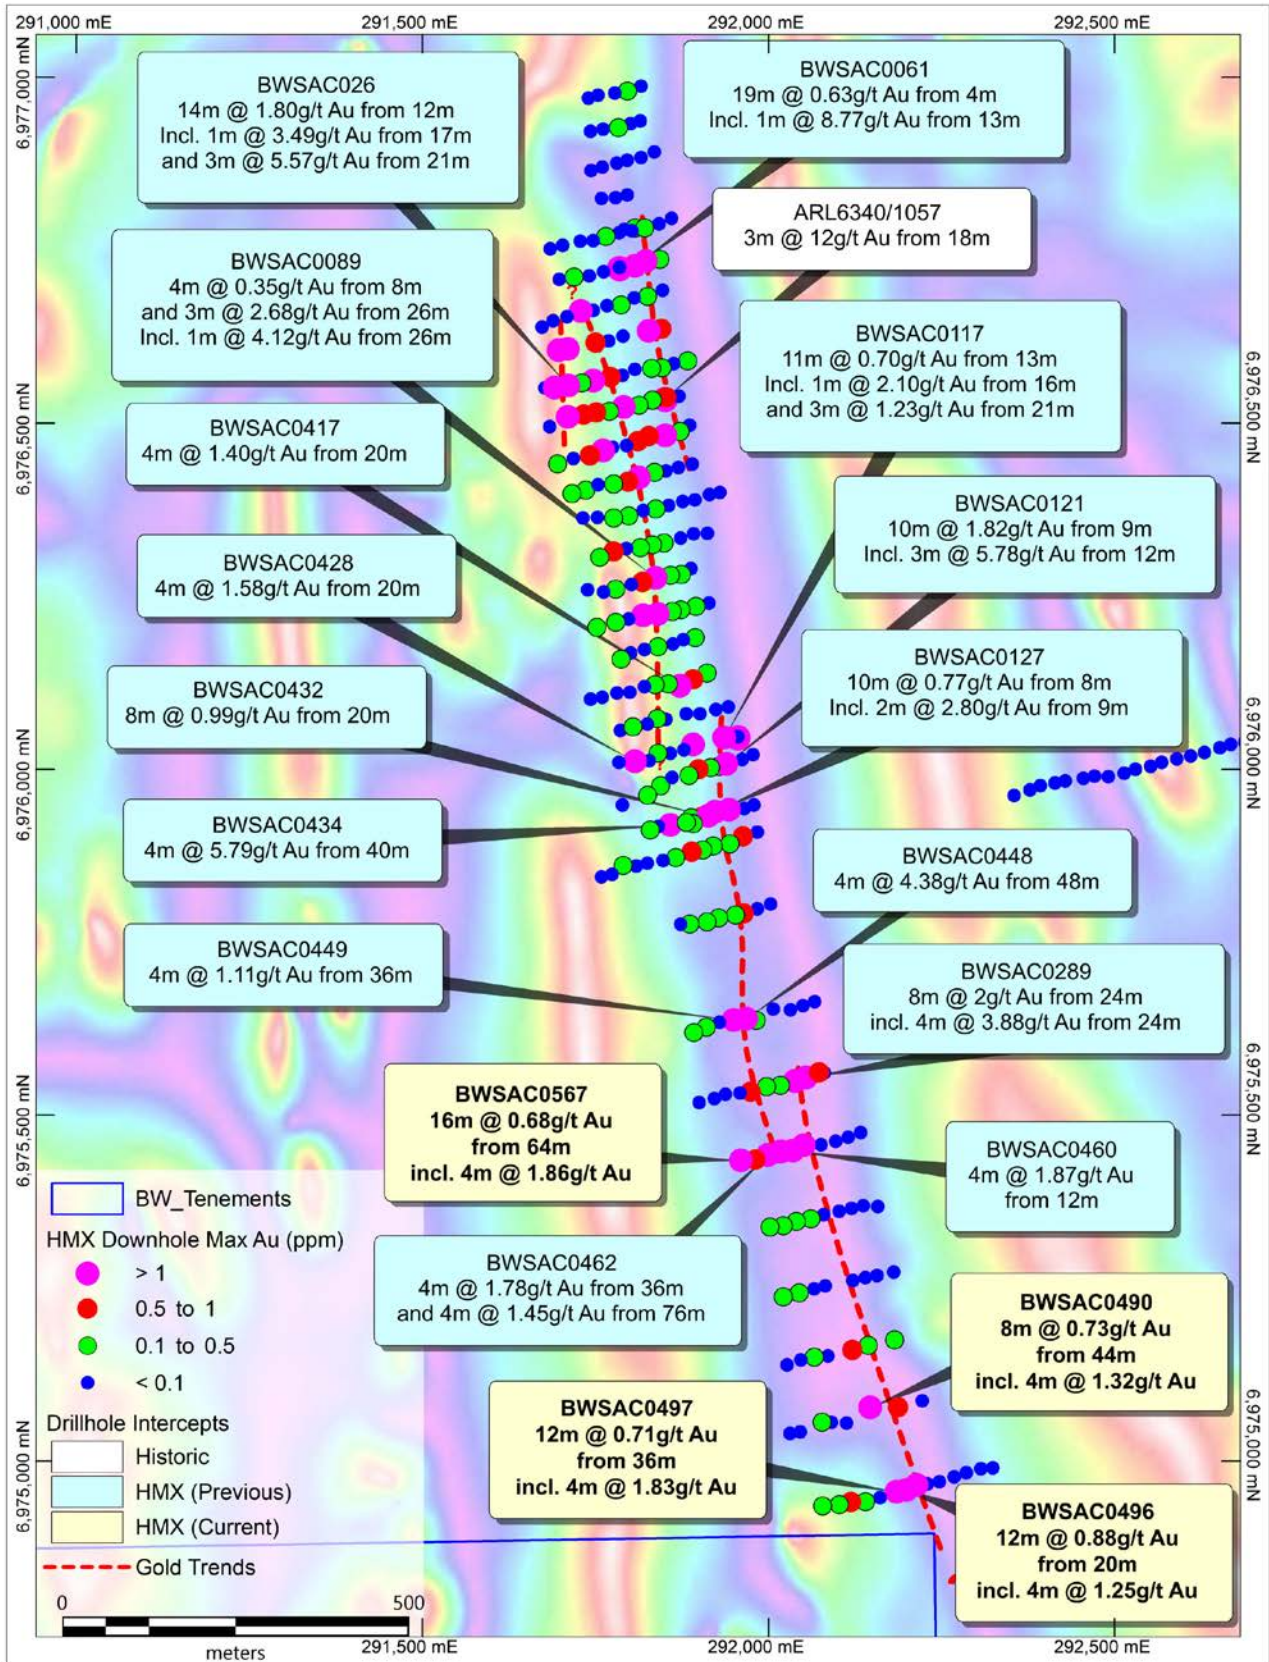 291,000 mE
291,500 mE
292,000 mE
292,500 mE
6,977,000 mN
BWSAC026
14m @ 1.80g/t Au from 12m
Incl. 1m @ 3.49g/t Au from 17m
and 3m @ 5.57g/t Au from 21m
BWSAC0061
19m @ 0.63g/t Au from 4m
Incl. 1m @ 8.77g/t Au from 13m
ARL6340/1057
3m @ 12g/t Au from 18m
BWSAC0089
4m @ 0.35g/t Au from 8m
and 3m @ 2.68g/t Au from 26m
Incl. 1m @ 4.12g/t Au from 26m
?
BWSAC0117
11m @ 0.70g/t Au from 13m
Incl. 1m @ 2.10g/t Au from 16m
and 3m @ 1.23g/t Au from 21m
6,976,500 mN
6,976,500 mN
BWSAC0417
4m @ 1.40g/t Au from 20m
BWSAC0121
10m @ 1.82g/t Au from 9m
Incl. 3m @ 5.78g/t Au from 12m
BWSAC0428
4m @ 1.58g/t Au from 20m
BWSAC0127
10m @ 0.77g/t Au from 8m
Incl. 2m @ 2.80g/t Au from 9m
BWSAC0432
8m @ 0.99g/t Au from 20m
6,976,000 mN
6,976,000 mN
BWSAC0434
4m @ 5.79g/t Au from 40m
BWSAC0448
4m @ 4.38g/t Au from 48m
BWSAC0449
4m @ 1.11g/t Au from 36m
BWSAC0289
8m @ 2g/t Au from 24m
incl. 4m @ 3.88g/t Au from 24m
BWSAC0567
16m @ 0.68g/t Au
from 64m
incl. 4m @ 1.86g/t Au
6,975,500 mN
6,975,500 mN
BWSAC0460
4m @ 1.87g/t Au
from 12m
BWSAC0462
4m @ 1.78g/t Au from 36m
and 4m @ 1.45g/t Au from 76m
BWSAC0490
8m @ 0.73g/t Au
from 44m
incl. 4m @ 1.32g/t Au
BWSAC0497
12m @ 0.71g/t Au
from 36m
incl. 4m @ 1.83g/t Au
6,975,000 mN
6,975,000 mN
BWSAC0496
12m @ 0.88g/t Au
from 20m
incl. 4m @ 1.25g/t Au
BW_Tenements
HMX Downhole Max Au (ppm)
> 1
0.5 to 1
0.1 to 0.5
< 0.1
Drillhole Intercepts
Historic
HMX (Previous)
HMX (Current)
Gold Trends
0
500
meters
291,500 mE
292,000 mE
292,500 mE